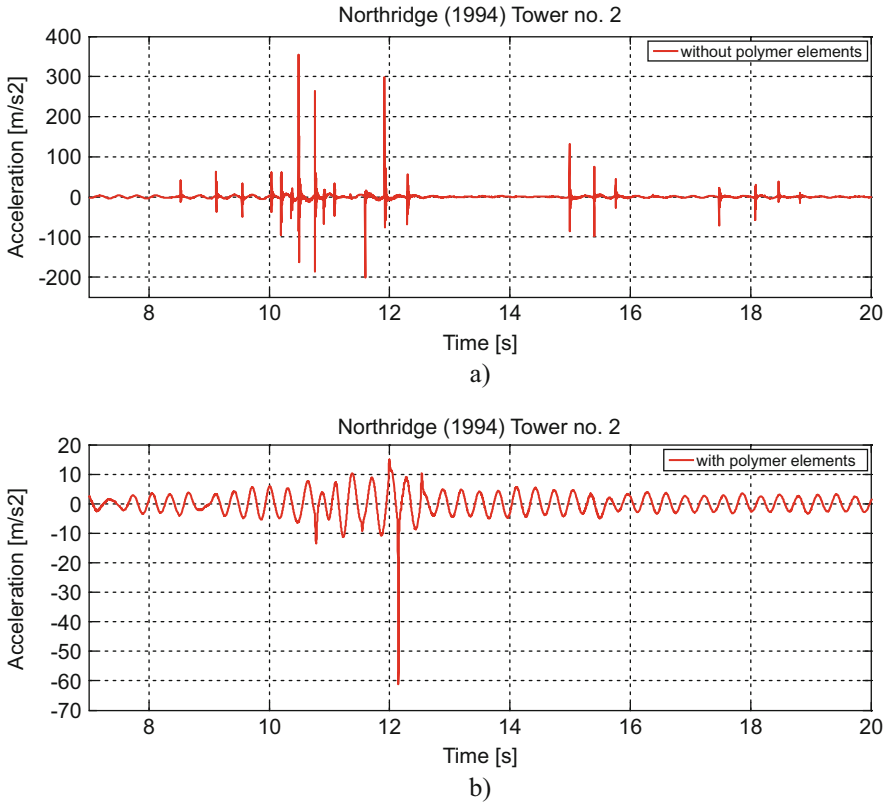 Northridge (1994) Tower no. 2
without polymer elements
Acceleration [m/s2]
400
300
200
100
0
-100
-200
8 10 12 14 16 18 20
Time [s]
a)
Northridge (1994) Tower no. 2
with polymer elements
Acceleration [m/s2]
20
10
0
-10
-20
-30
-40
-50
-60
-70
8 10 12 14 16 18 20
Time [s]
b)